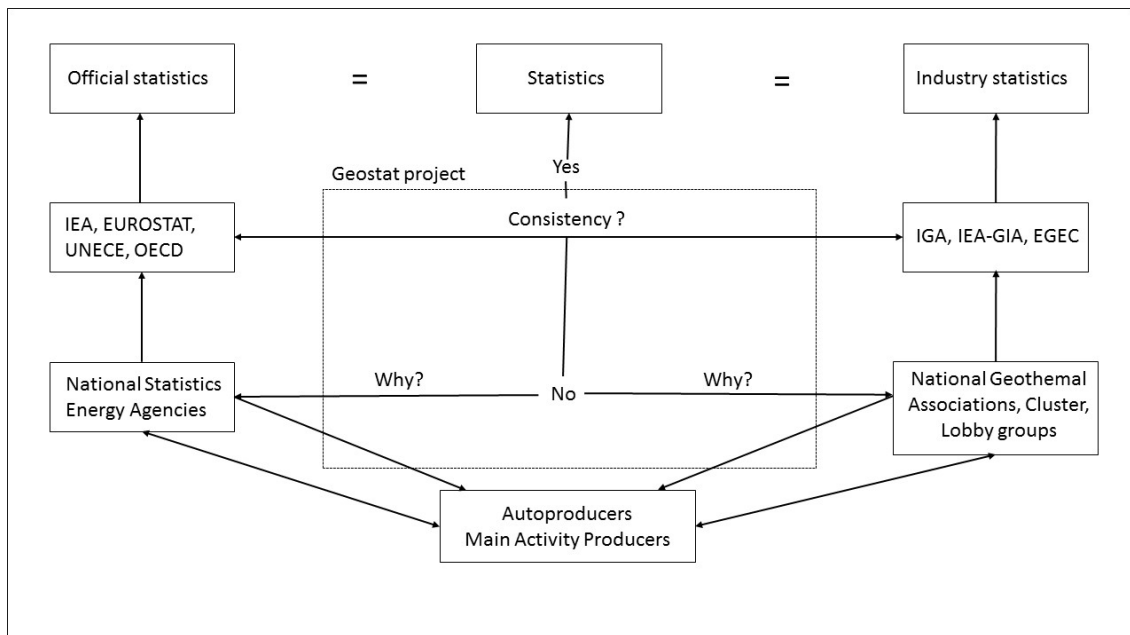 Official statistics
=
Statistics
=
Industry statistics
Yes
Geostat project
IEA, EUROSTAT,
UNECE, OECD
Consistency ?
IGA, IEA-GIA, EGEC
National Statistics
Energy Agencies
Why?
No
Why?
National Geothemal
Associations, Cluster,
Lobby groups
Autoproducers
Main Activity Producers